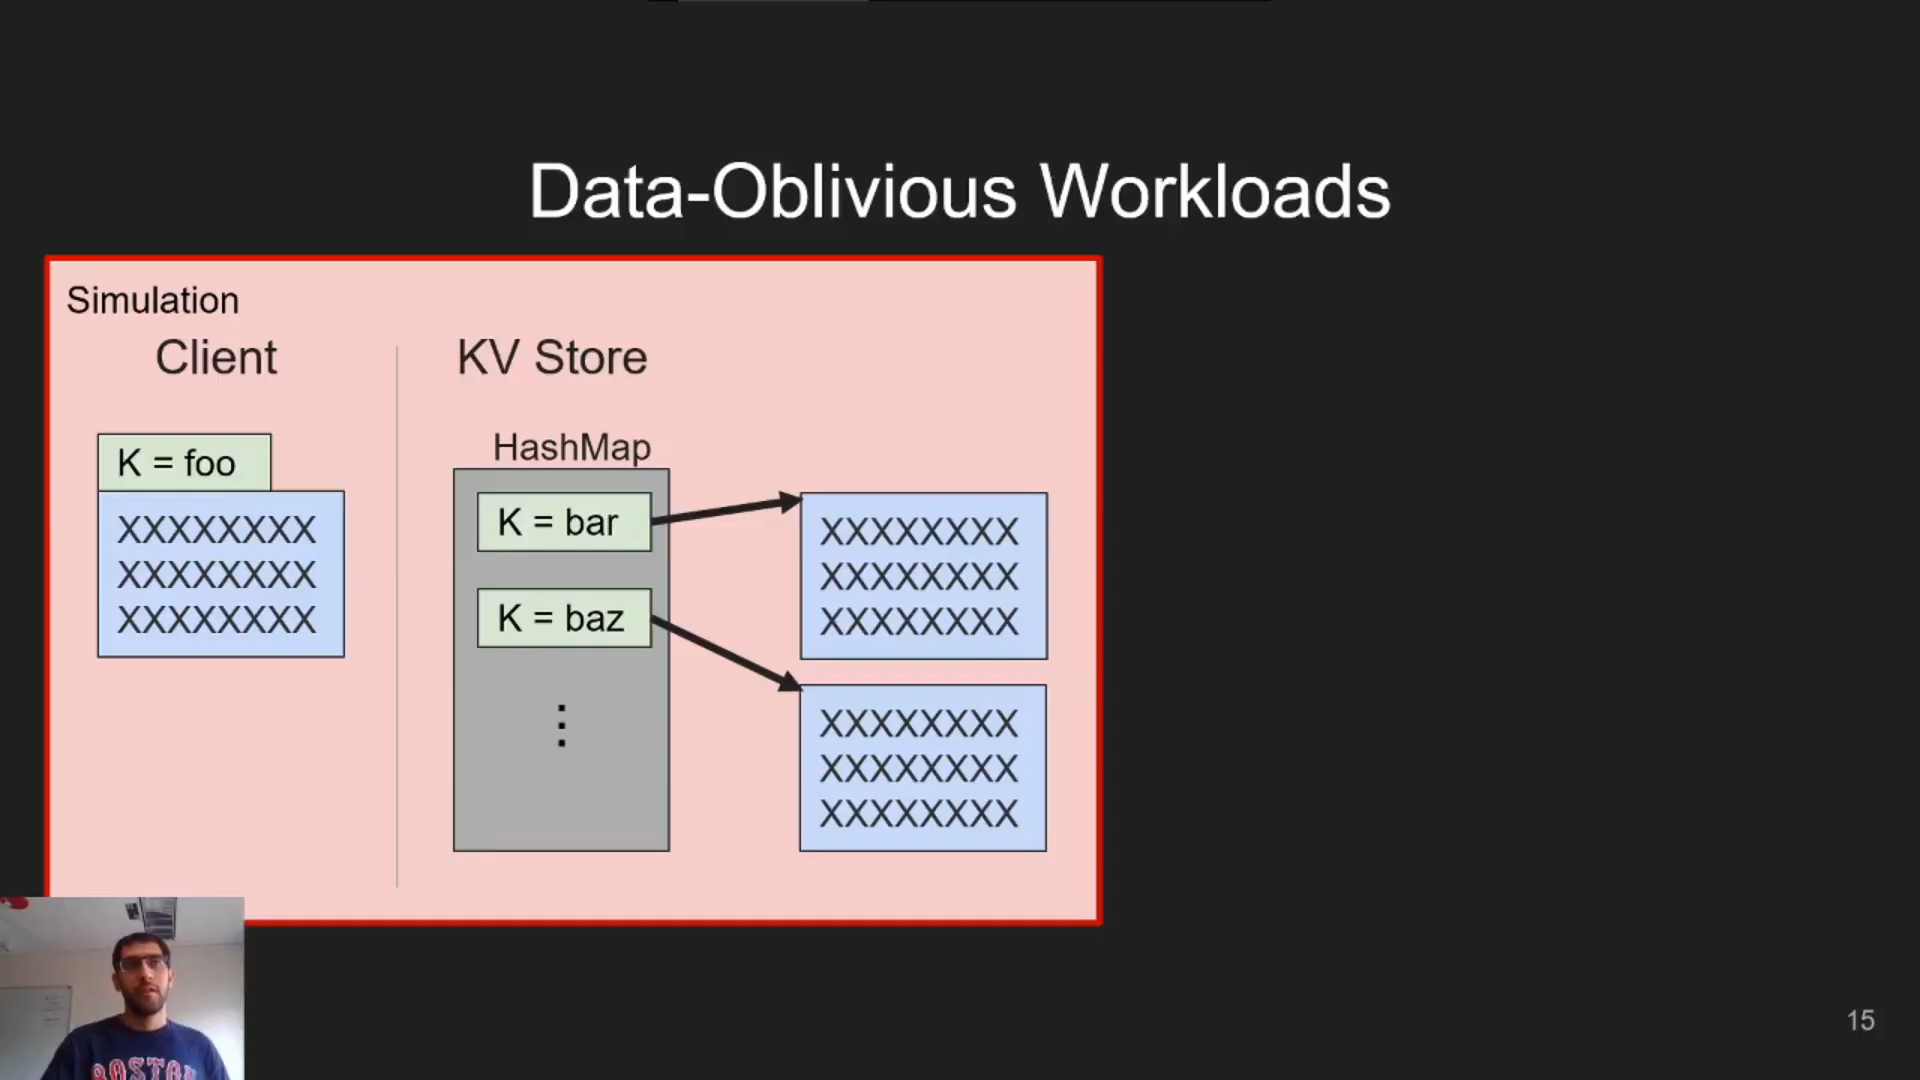 Data-Oblivious Workloads
Simulation
Client
KV Store
HashMap
K = foo
XXXXXXXX
XXXXXXXX
XXXXXXXX
K = bar
K = baz
⋮
XXXXXXXX
XXXXXXXX
XXXXXXXX
XXXXXXXX
XXXXXXXX
XXXXXXXX
BOSTON
15